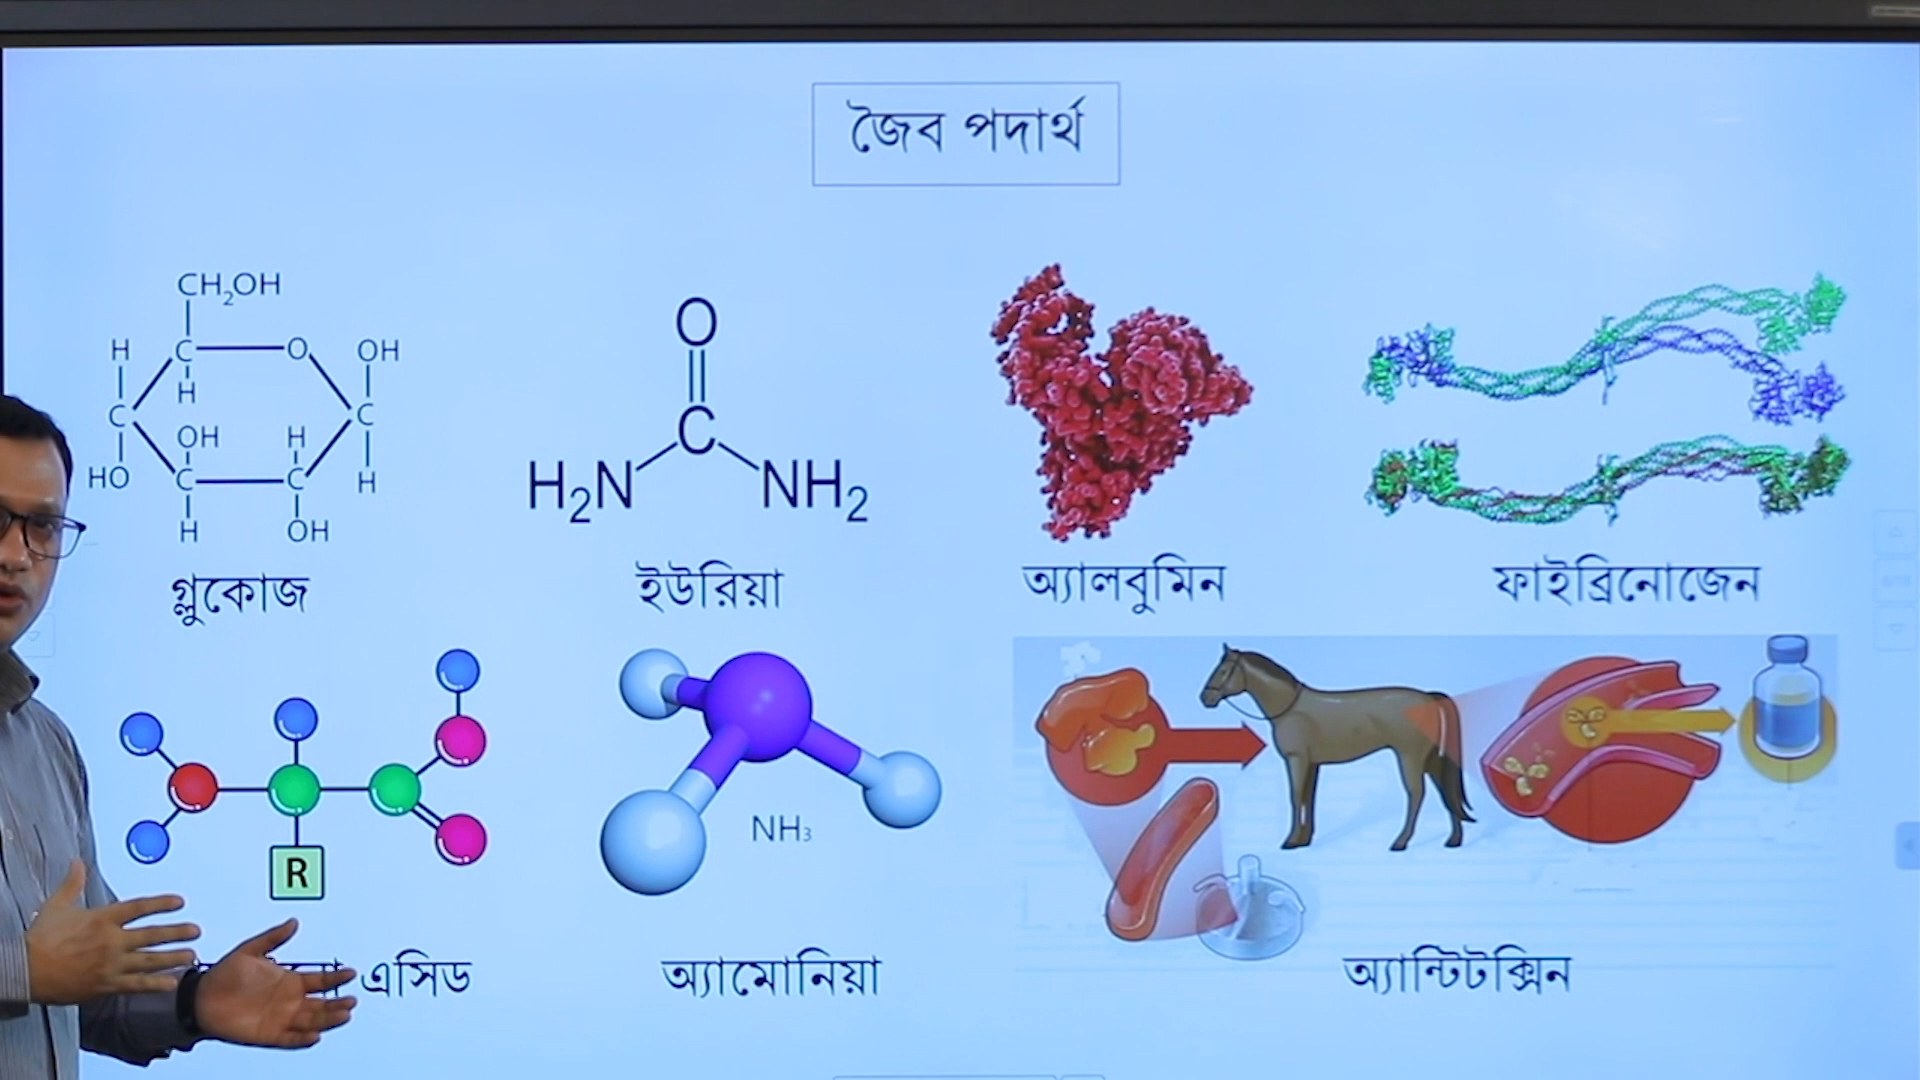 জৈব পদার্থ
CH₂OH
H C O OH
H
C C
OH H
HO C C H
H OH
গ্লুকোজ
O
C
H₂N NH₂
ইউরিয়া
অ্যালবুমিন
ফাইব্রিনোজেন
R
এসিড
NH₃
অ্যামোনিয়া
অ্যান্টিটক্সিন